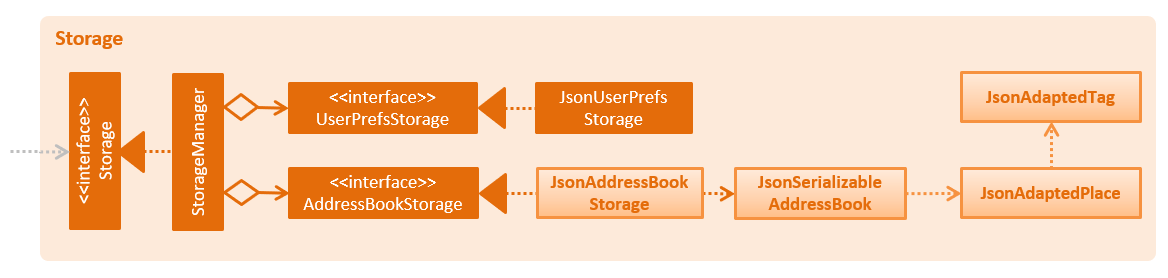 Storage
<<interface>>
Storage
StorageManager
<<interface>>
UserPrefsStorage
JsonUserPrefs
Storage
JsonAdaptedTag
<<interface>>
AddressBookStorage
JsonAddressBook
Storage
JsonSerializable
AddressBook
JsonAdaptedPlace